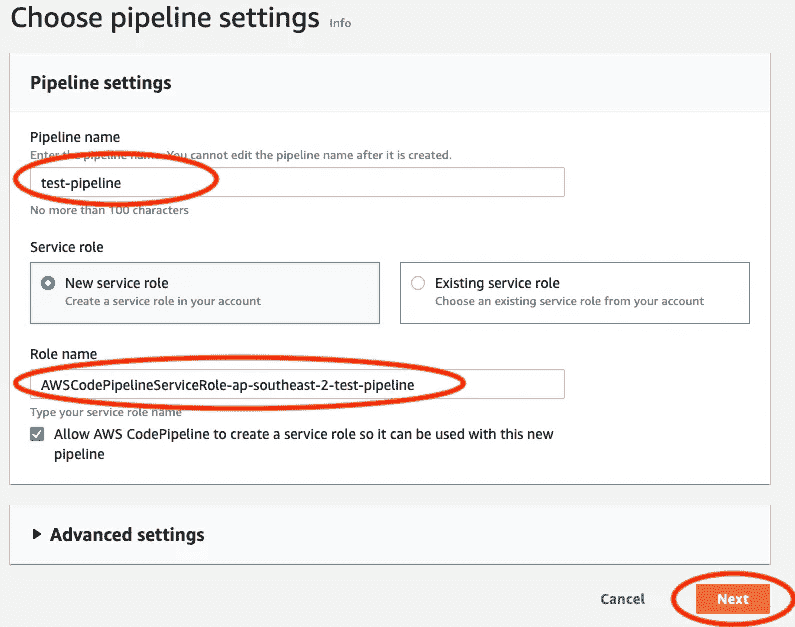 Choose pipeline settings Info
Pipeline settings
Pipeline name
Enter the pipeline name. You cannot edit the pipeline name after it is created.
test-pipeline
No more than 100 characters
Service role
New service role
Create a service role in your account
Existing service role
Choose an existing service role from your account
Role name
AWSCodePipelineServiceRole-ap-southeast-2-test-pipeline
Type your service role name
Allow AWS CodePipeline to create a service role so it can be used with this new
pipeline
Advanced settings
Cancel
Next